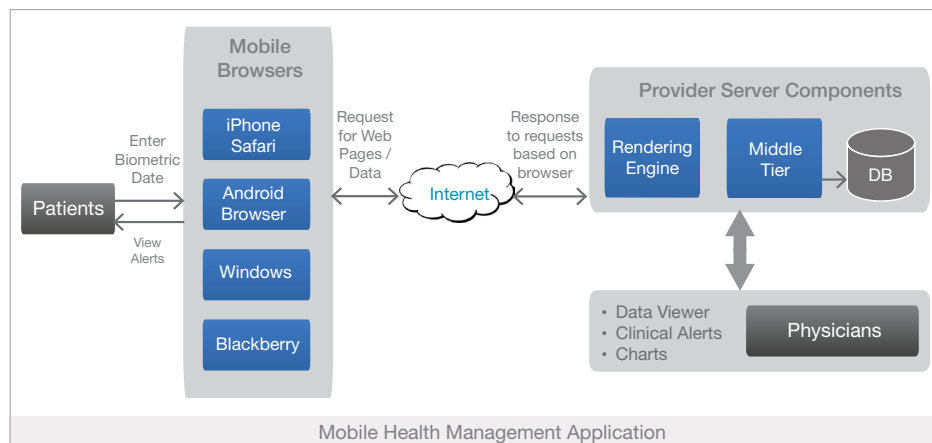 Mobile
Browsers
iPhone
Safari
Android
Browser
Windows
Blackberry
Enter
Biometric
Date
Patients
View
Alerts
Request
for Web
Pages /
Data
Internet
Response
to requests
based on
browser
Provider Server Components
Rendering
Engine
Middle
Tier
DB
• Data Viewer
• Clinical Alerts
• Charts
Physicians
Mobile Health Management Application